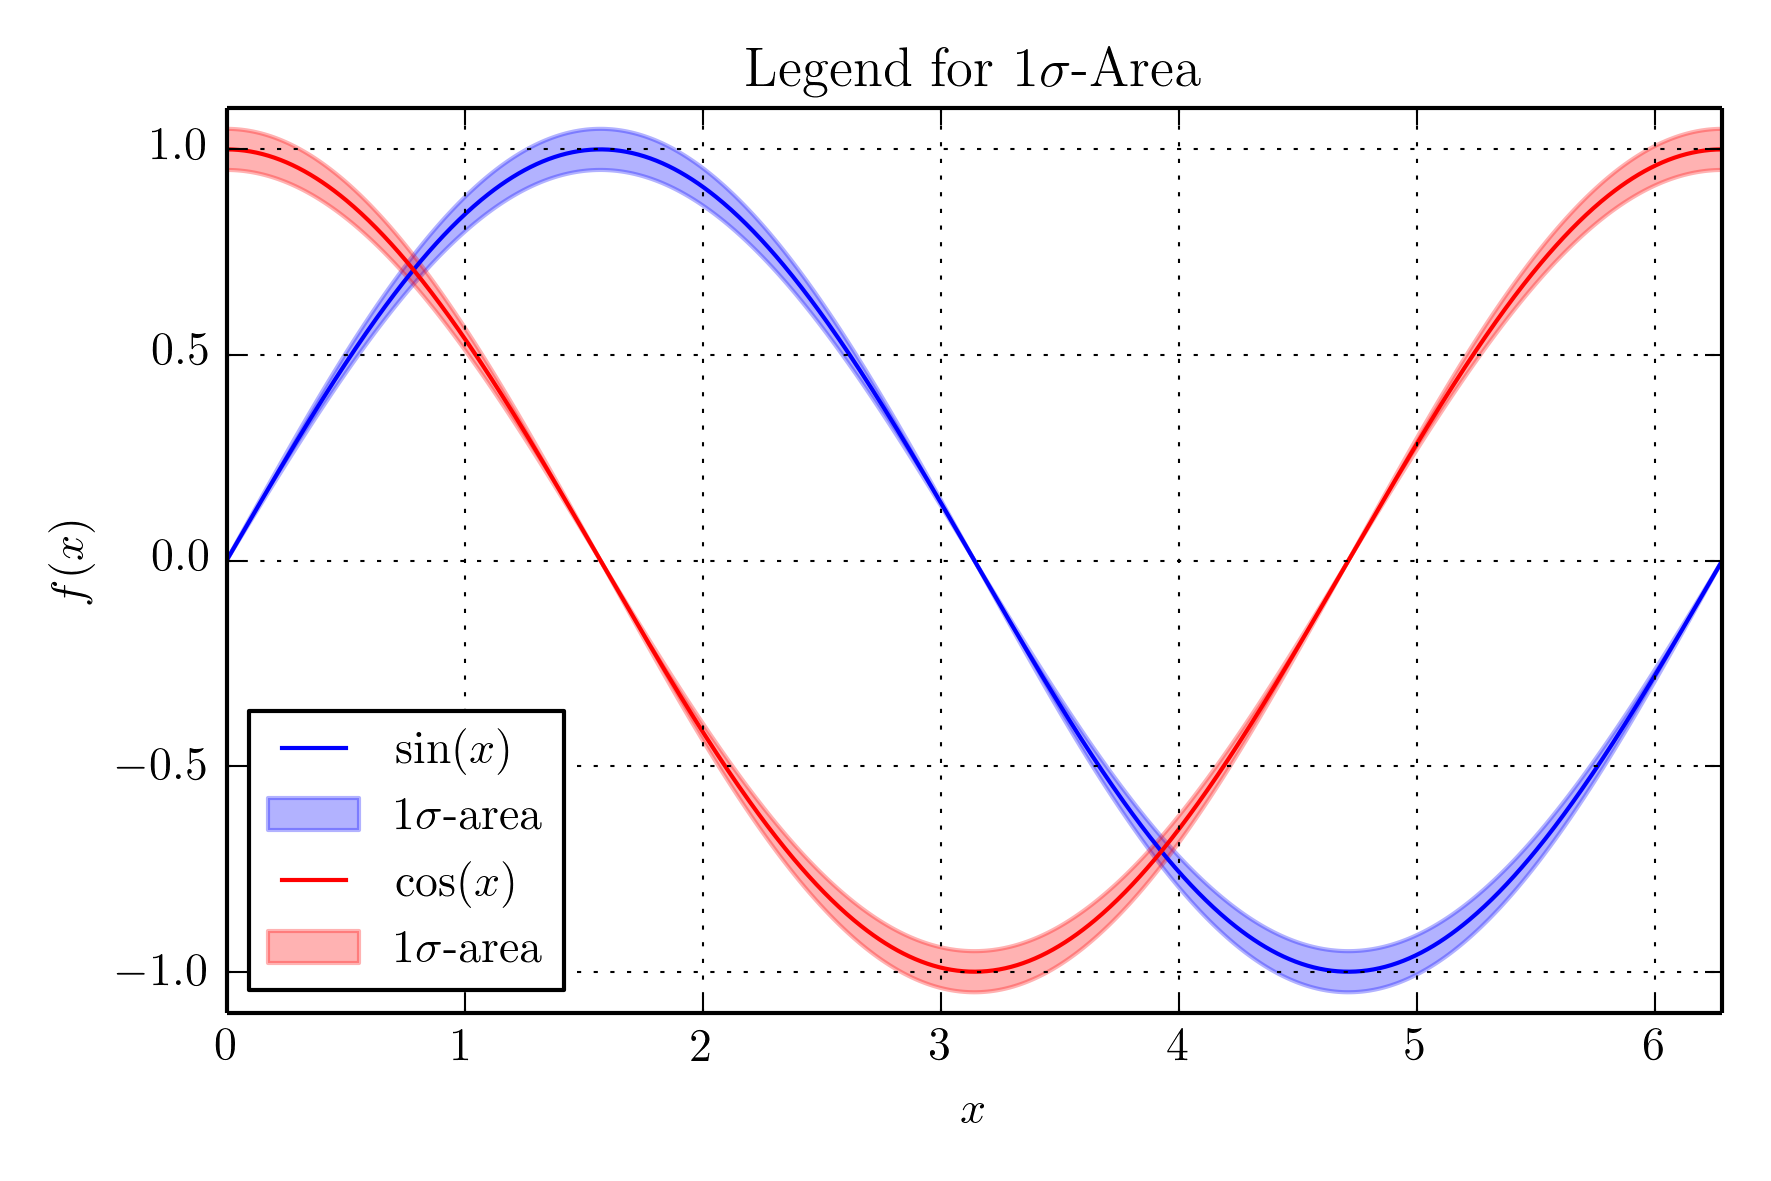 Legend for 1σ-Area
1.0
0.5
0.0
−0.5
−1.0
f(x)
sin(x)
1σ-area
cos(x)
1σ-area
0 1 2 3 4 5 6
x